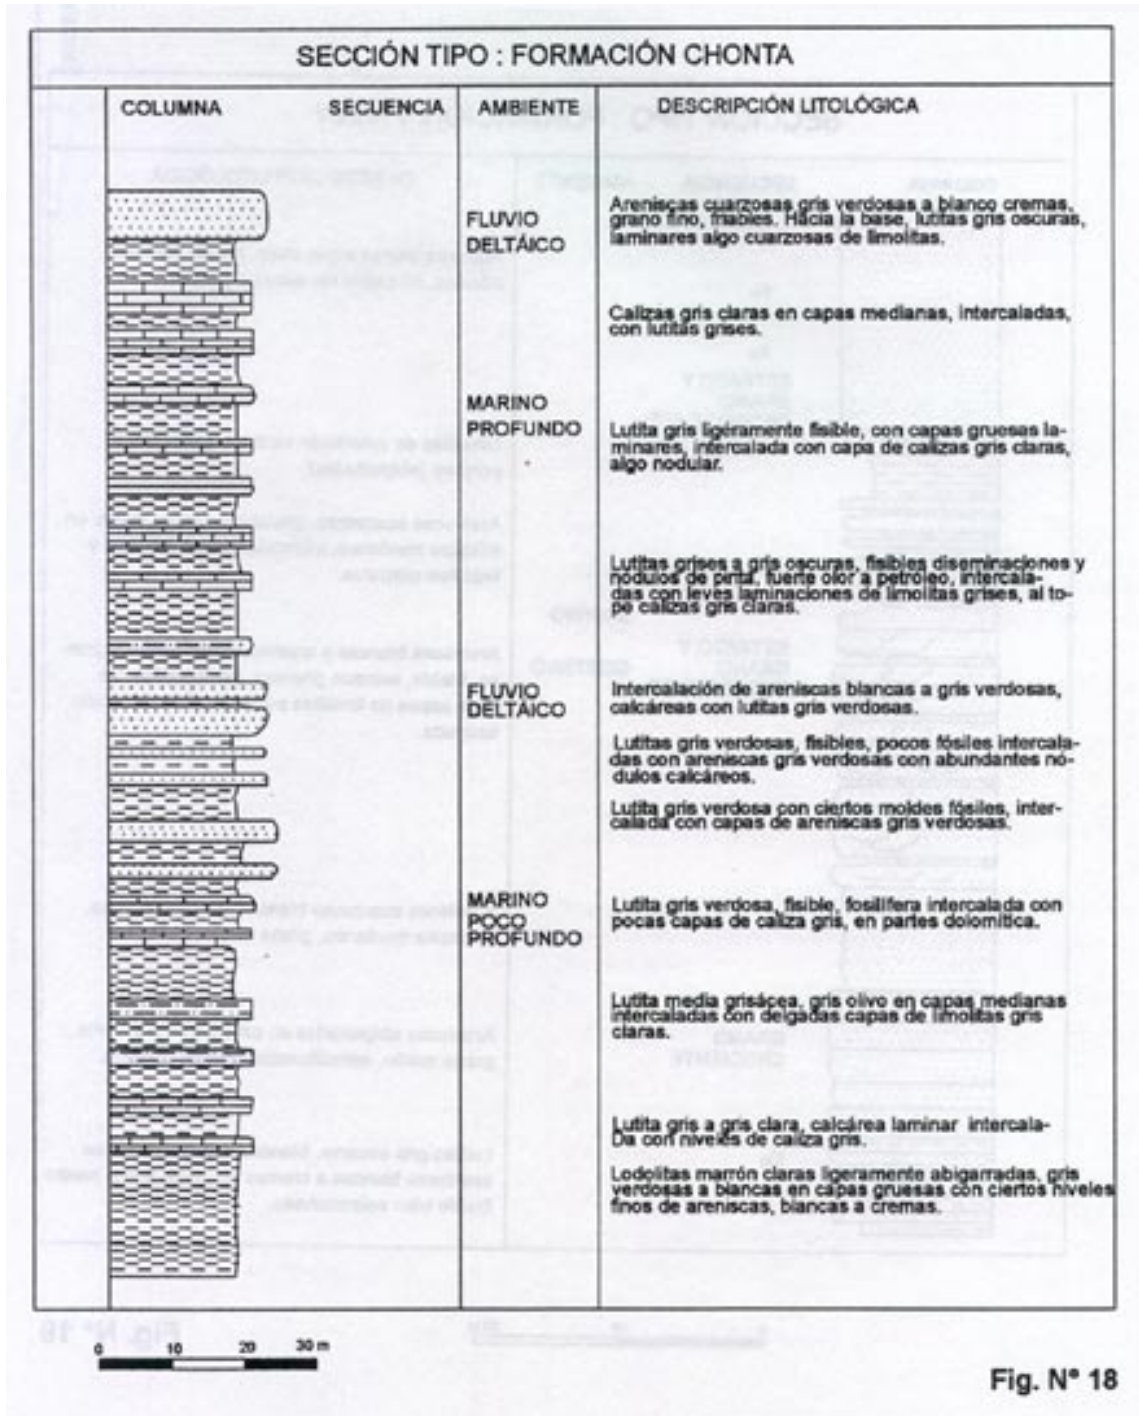 SECCIÓN TIPO : FORMACIÓN CHONTA
COLUMNA SECUENCIA AMBIENTE DESCRIPCIÓN LITOLÓGICA
FLUVIO
DELTÁICO
Areniscas cuarzosas gris verdosas a blanco cremas,
grano fino, friables. Hacia la base, lutitas gris oscuras,
laminares algo cuarzosas de limolitas.
Calizas gris claras en capas medianas, intercaladas,
con lutitas grises.
MARINO
PROFUNDO
Lutita gris ligéramente fisible, con capas gruesas la-
minares, intercalada con capa de calizas gris claras,
algo nodular.
Lutitas grises a gris oscuras, fisibles diseminaciones y
nódulos de pirita, fuerte olor a petróleo, intercala-
das con leves laminaciones de limolitas grises, al to-
pe calizas gris claras.
FLUVIO
DELTÁICO
Intercalación de areniscas blancas a gris verdosas,
calcáreas con lutitas gris verdosas.
Lutitas gris verdosas, fisibles, pocos fósiles intercala-
das con areniscas gris verdosas con abundantes nó-
dulos calcáreos.
Lutita gris verdosa con ciertos moldes fósiles, inter-
calada con capas de areniscas gris verdosas.
MARINO
POCO
PROFUNDO
Lutita gris verdosa, fisible, fosilífera intercalada con
pocas capas de caliza gris, en partes dolomítica.
Lutita media grisácea, gris olivo en capas medianas
intercaladas con delgadas capas de limolitas gris
claras.
Lutita gris a gris clara, calcárea laminar intercala-
Da con niveles de caliza gris.
Lodolitas marrón claras ligeramente abigarradas, gris
verdosas a blancas en capas gruesas con ciertos niveles
finos de areniscas, blancas a cremas.
0 10 20 30 m
Fig. N° 18